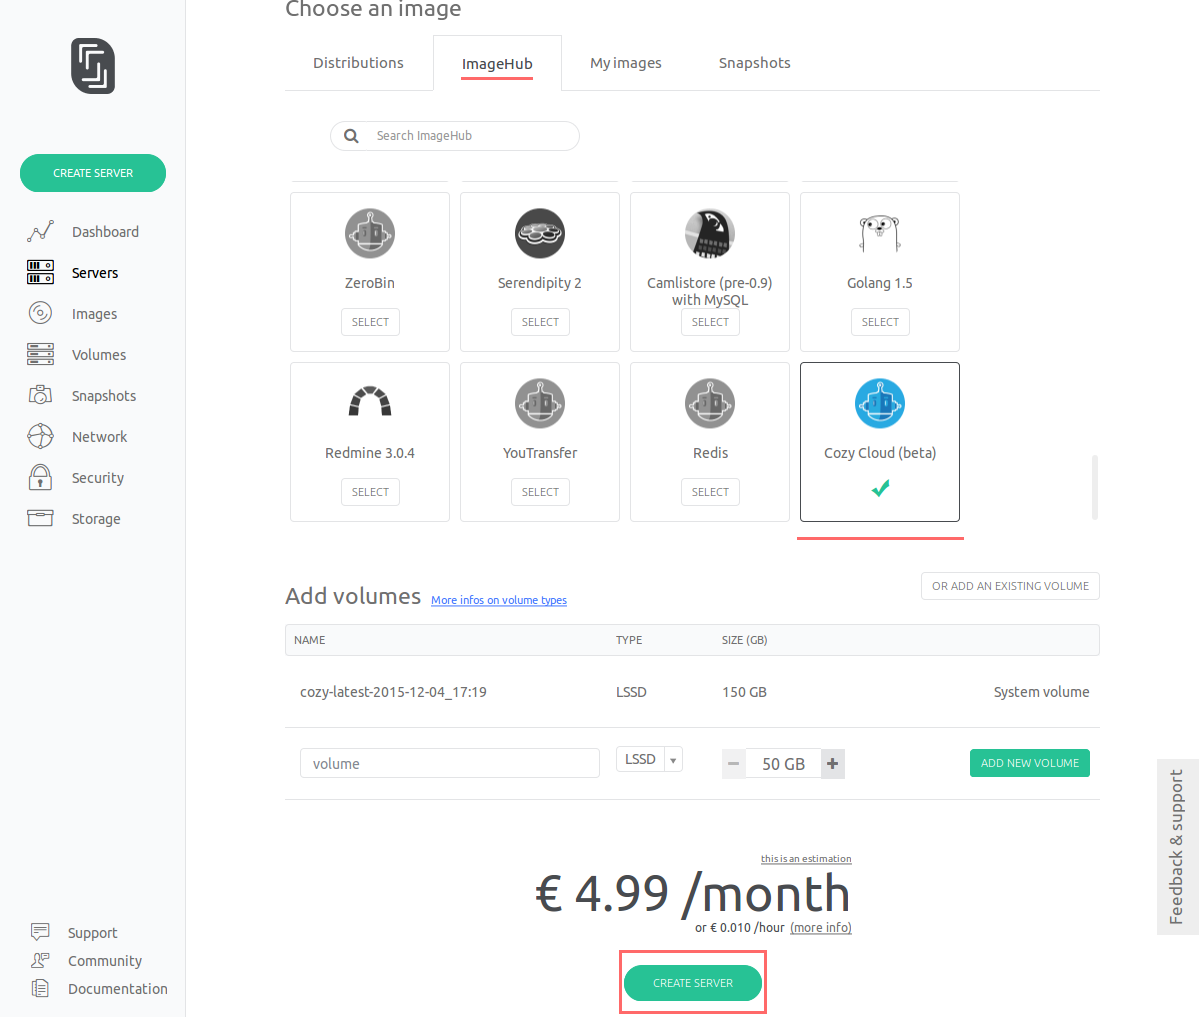 Choose an image
Distributions
ImageHub
My images
Snapshots
Search ImageHub
CREATE SERVER
Dashboard
Servers
Images
Volumes
Snapshots
Network
Security
Storage
ZeroBin
SELECT
Serendipity 2
SELECT
Camlistore (pre-0.9)
with MySQL
SELECT
Golang 1.5
SELECT
Redmine 3.0.4
SELECT
YouTransfer
SELECT
Redis
SELECT
Cozy Cloud (beta)
Add volumes
More infos on volume types
OR ADD AN EXISTING VOLUME
NAME TYPE SIZE (GB)
cozy-latest-2015-12-04_17:19 LSSD 150 GB System volume
volume LSSD 50 GB ADD NEW VOLUME
this is an estimation
€ 4.99 /month
or € 0.010 /hour (more info)
CREATE SERVER
Support
Community
Documentation
Feedback & support